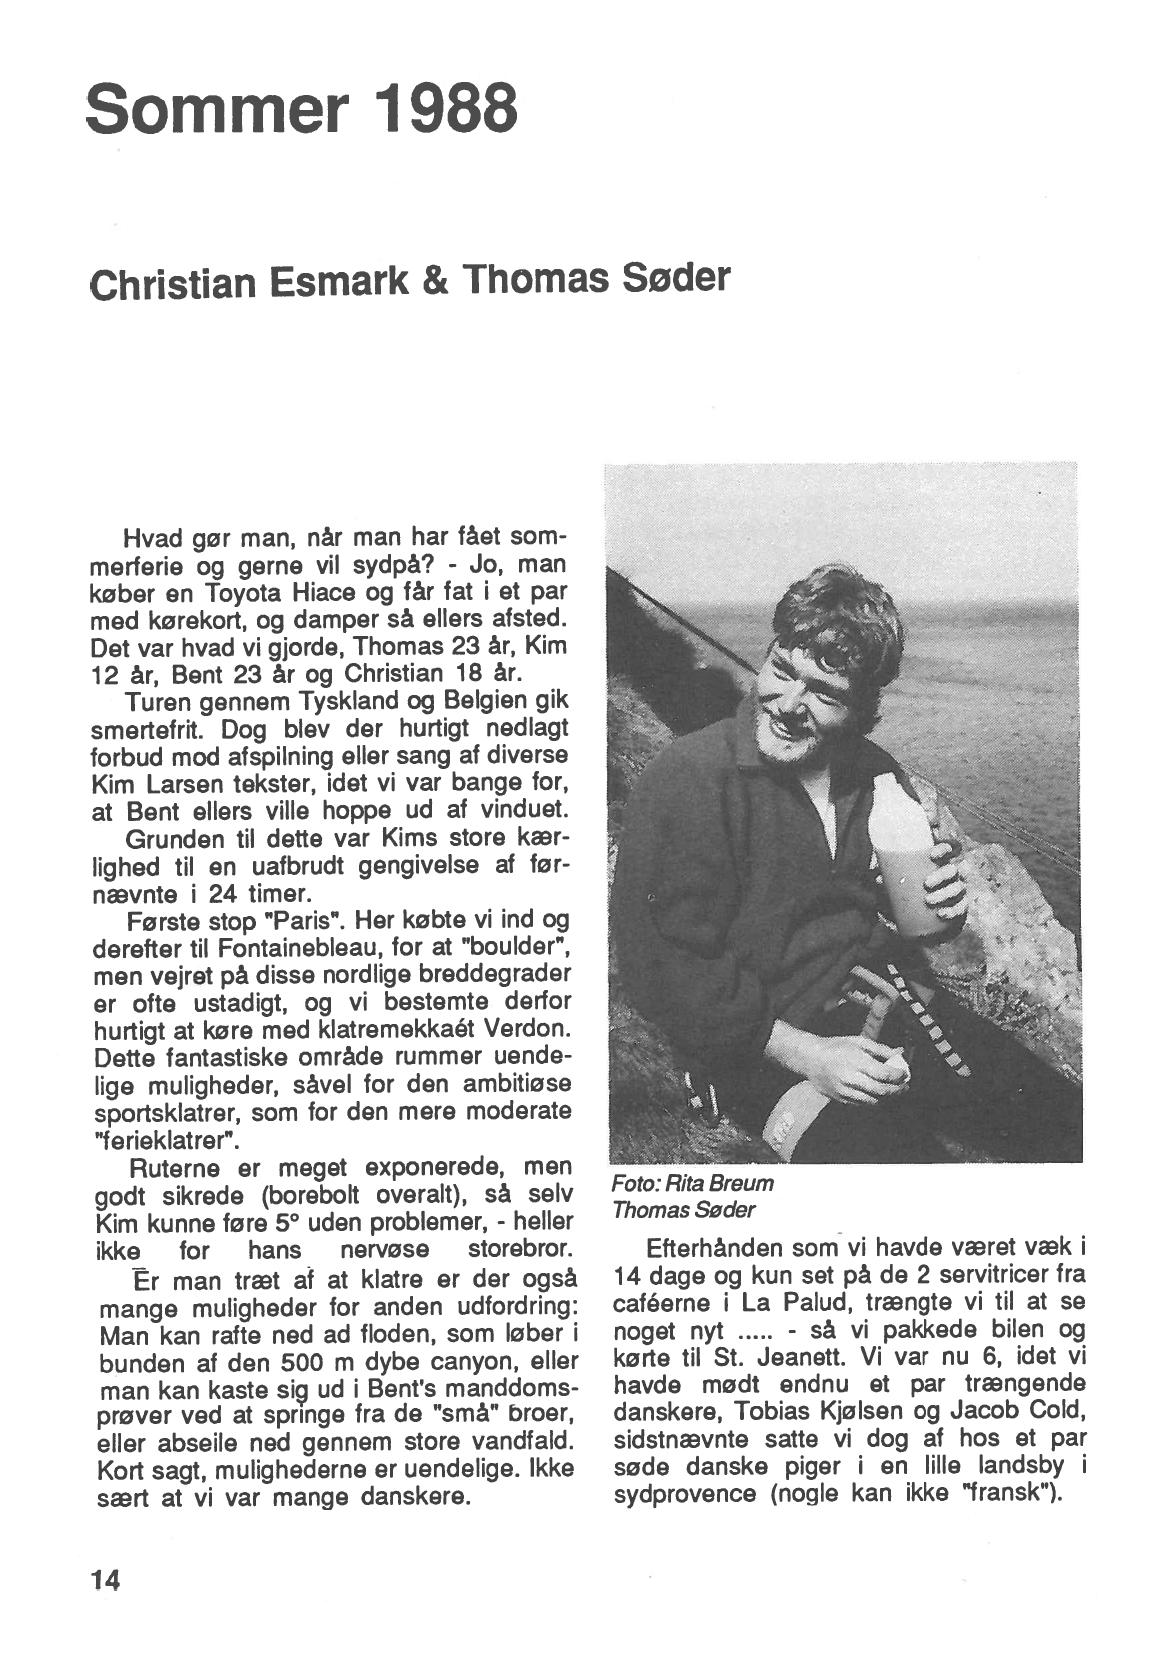 Sommer 1988
Christian Esmark & Thomas Søder
Hvad gør man, når man har fået som-
merferie og gerne vil sydpå? - Jo, man
køber en Toyota Hiace og får fat i et par
med kørekort, og damper så ellers afsted.
Det var hvad vi gjorde, Thomas 23 år, Kim
12 år, Bent 23 år og Christian 18 år.
Turen gennem Tyskland og Belgien gik
smertefrit. Dog blev der hurtigt nedlagt
forbud mod afspilning eller sang af diverse
Kim Larsen tekster, idet vi var bange for,
at Bent ellers ville hoppe ud af vinduet.
Grunden til dette var Kims store kær-
lighed til en uafbrudt gengivelse af før-
nævnte i 24 timer.
Første stop "Paris". Her købte vi ind og
derefter til Fontainebleau, for at "boulder",
men vejret på disse nordlige breddegrader
er ofte ustadigt, og vi bestemte derfor
hurtigt at køre med klatremekkaét Verdon.
Dette fantastiske område rummer uende-
lige muligheder, såvel for den ambitiøse
sportsklatrer, som for den mere moderate
"ferieklatrer".
Ruterne er meget exponerede, men
godt sikrede (borebolt overalt), så selv
Kim kunne føre 5° uden problemer, - heller
ikke for hans nervøse storebror.
Er man træt af at klatre er der også
mange muligheder for anden udfordring:
Man kan rafte ned ad floden, som løber i
bunden af den 500 m dybe canyon, eller
man kan kaste sig ud i Bent's manddoms-
prøver ved at springe fra de "små" broer,
eller abseile ned gennem store vandfald.
Kort sagt, mulighederne er uendelige. Ikke
sært at vi var mange danskere.
Foto: Rita Breum
Thomas Søder
Efterhånden som vi havde været væk i
14 dage og kun set på de 2 servitricer fra
caféerne i La Palud, trængte vi til at se
noget nyt ..... - så vi pakkede bilen og
kørte til St. Jeanett. Vi var nu 6, idet vi
havde mødt endnu et par trængende
danskere, Tobias Kjølsen og Jacob Cold,
sidstnævnte satte vi dog af hos et par
søde danske piger i en lille landsby i
sydprovence (nogle kan ikke "fransk").
14